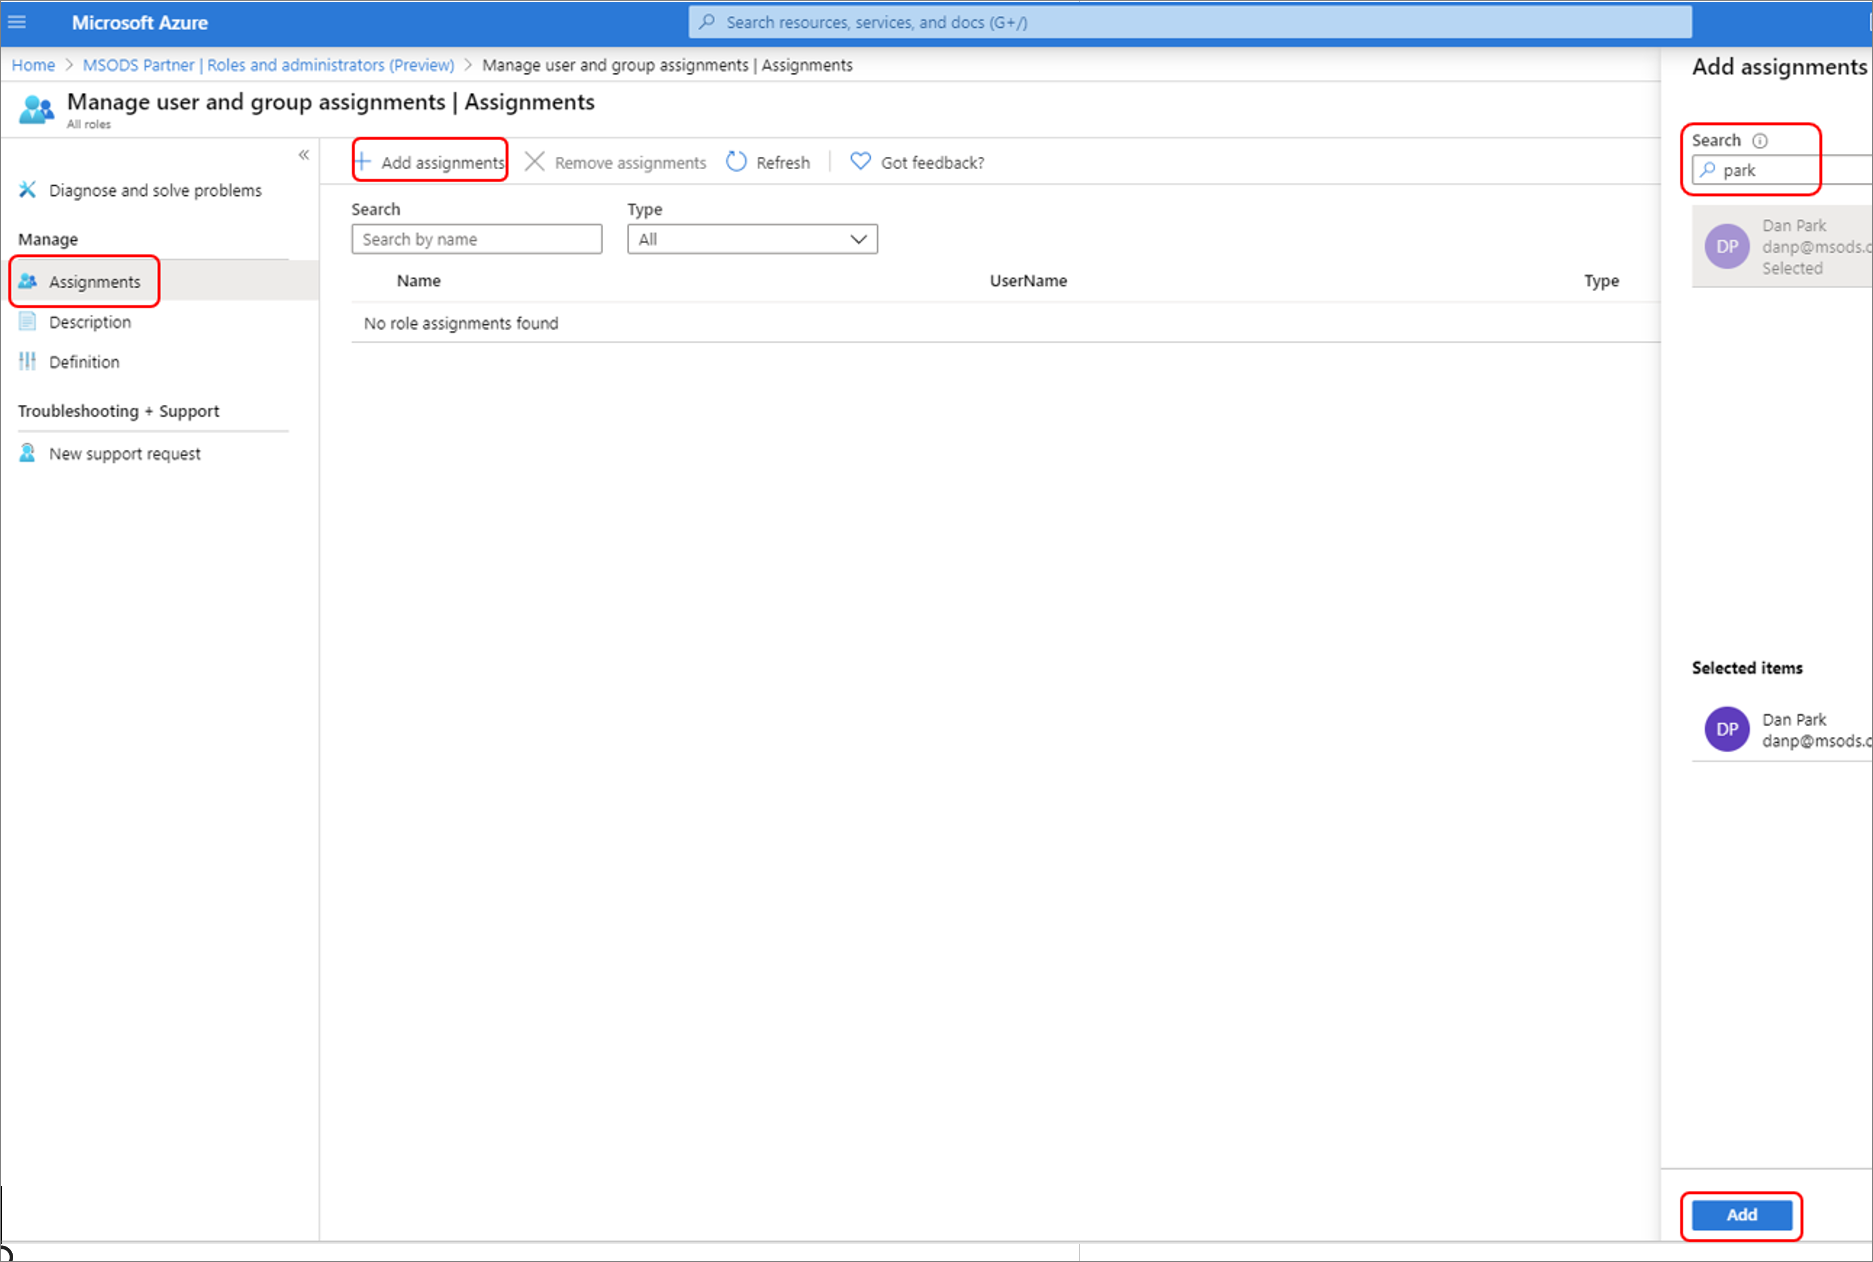 Microsoft Azure
Search resources, services, and docs (G+/)
Home > MSODS Partner | Roles and administrators (Preview) > Manage user and group assignments | Assignments
Manage user and group assignments | Assignments
All roles
«
Diagnose and solve problems
Manage
Assignments
Description
Definition
Troubleshooting + Support
New support request
+ Add assignments
Remove assignments
Refresh
Got feedback?
Search
Type
Search by name
All
Name
UserName
Type
No role assignments found
Add assignments
Search
park
DP
Dan Park
danp@msods.c
Selected
Selected items
DP
Dan Park
danp@msods.c
Add